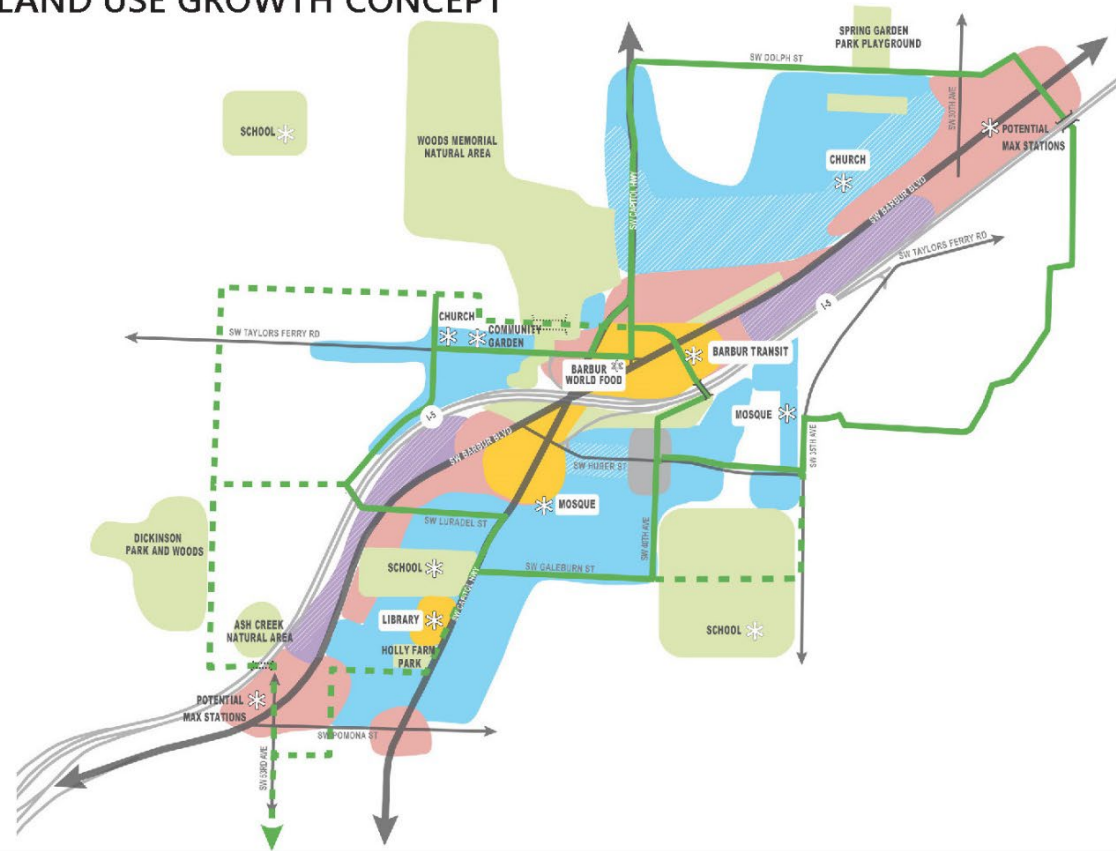 LAND USE GROWTH CONCEPT
SPRING GARDEN
PARK PLAYGROUND
SW DOLPH ST
SW 30TH AVE
SCHOOL
POTENTIAL
MAX STATIONS
WOODS MEMORIAL
NATURAL AREA
CHURCH
SW CAPITOL HWY
SW BARBUR BLVD
SW TAYLORS FERRY RD
I-5
CHURCH
COMMUNITY
GARDEN
SW TAYLORS FERRY RD
BARBUR TRANSIT
BARBUR
WORLD FOOD
I-5
MOSQUE
SW 35TH AVE
SW BARBUR BLVD
SW HUBER ST
MOSQUE
SW LURADEL ST
SW 40TH AVE
DICKINSON
PARK AND WOODS
SCHOOL
SW GALEBURN ST
SW CAPITOL HWY
LIBRARY
ASH CREEK
NATURAL AREA
SCHOOL
HOLLY FARM
PARK
POTENTIAL
MAX STATIONS
SW POMONA ST
SW 53RD AVE